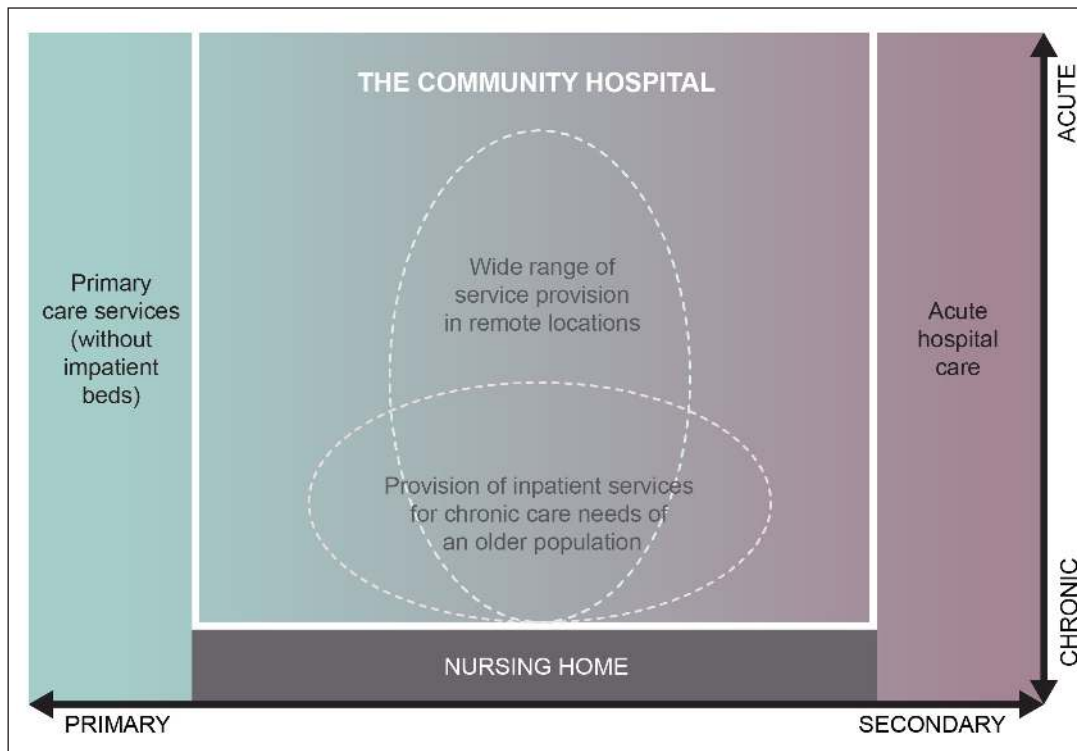 THE COMMUNITY HOSPITAL
ACUTE
Wide range of
service provision
in remote locations
Primary
care services
(without
impatient
beds)
Acute
hospital
care
Provision of inpatient services
for chronic care needs of
an older population
CHRONIC
NURSING HOME
PRIMARY
SECONDARY